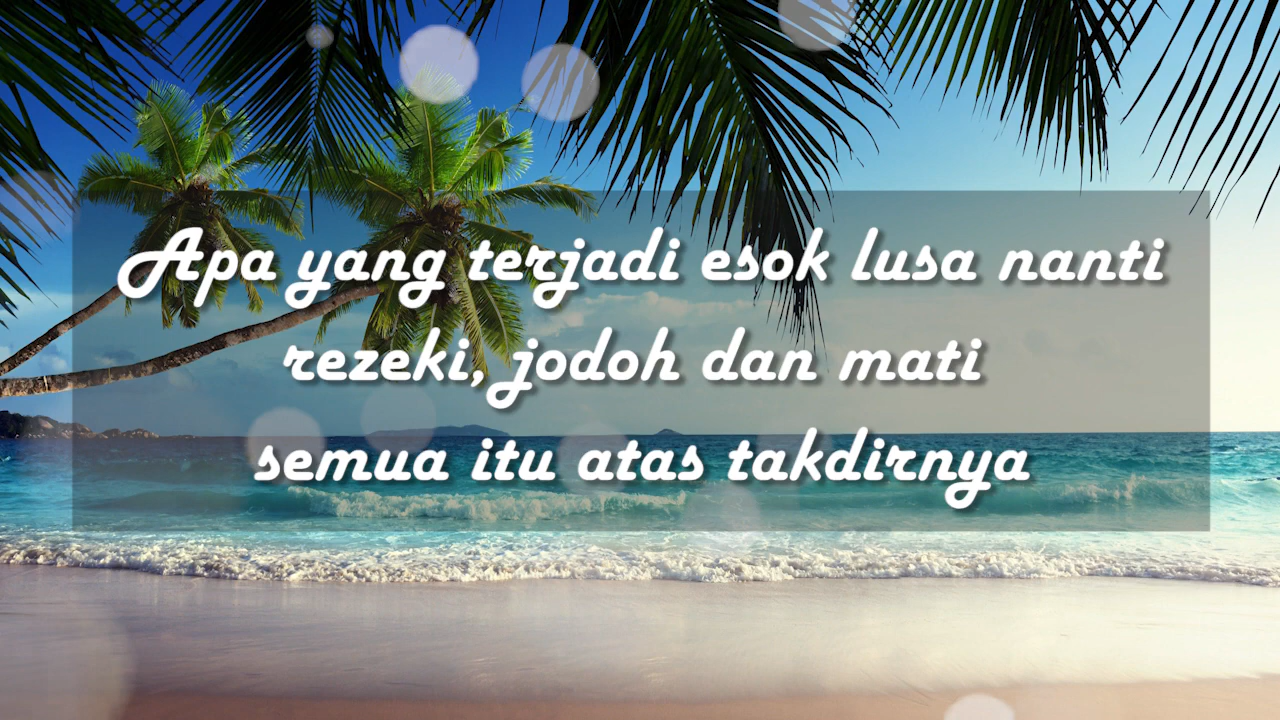 Apa yang terjadi esok lusa nanti
rezeki, jodoh dan mati
semua itu atas takdirnya